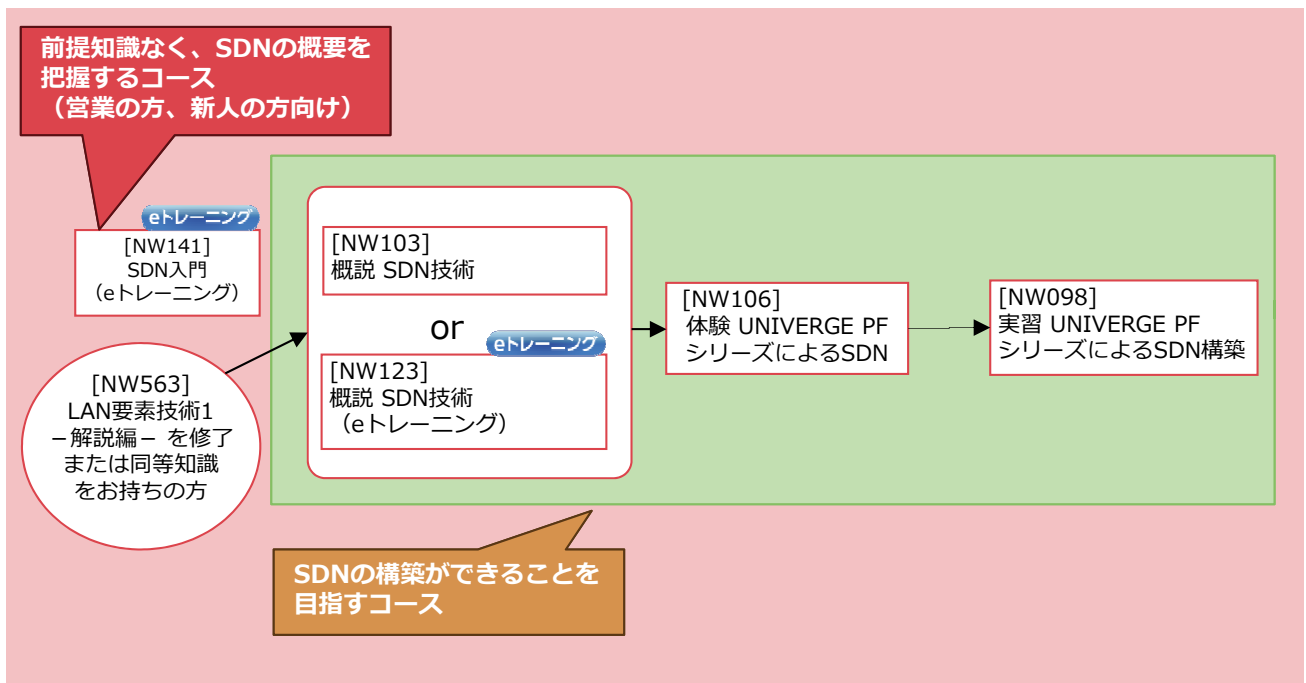 前提知識なく、SDNの概要を
把握するコース
（営業の方、新人の方向け）
eトレーニング
[NW141]
SDN入門
（eトレーニング）
[NW563]
LAN要素技術1
－解説編－ を修了
または同等知識
をお持ちの方
[NW103]
概説 SDN技術
or
eトレーニング
[NW123]
概説 SDN技術
（eトレーニング）
[NW106]
体験 UNIVERGE PF
シリーズによるSDN
[NW098]
実習 UNIVERGE PF
シリーズによるSDN構築
SDNの構築ができることを
目指すコース